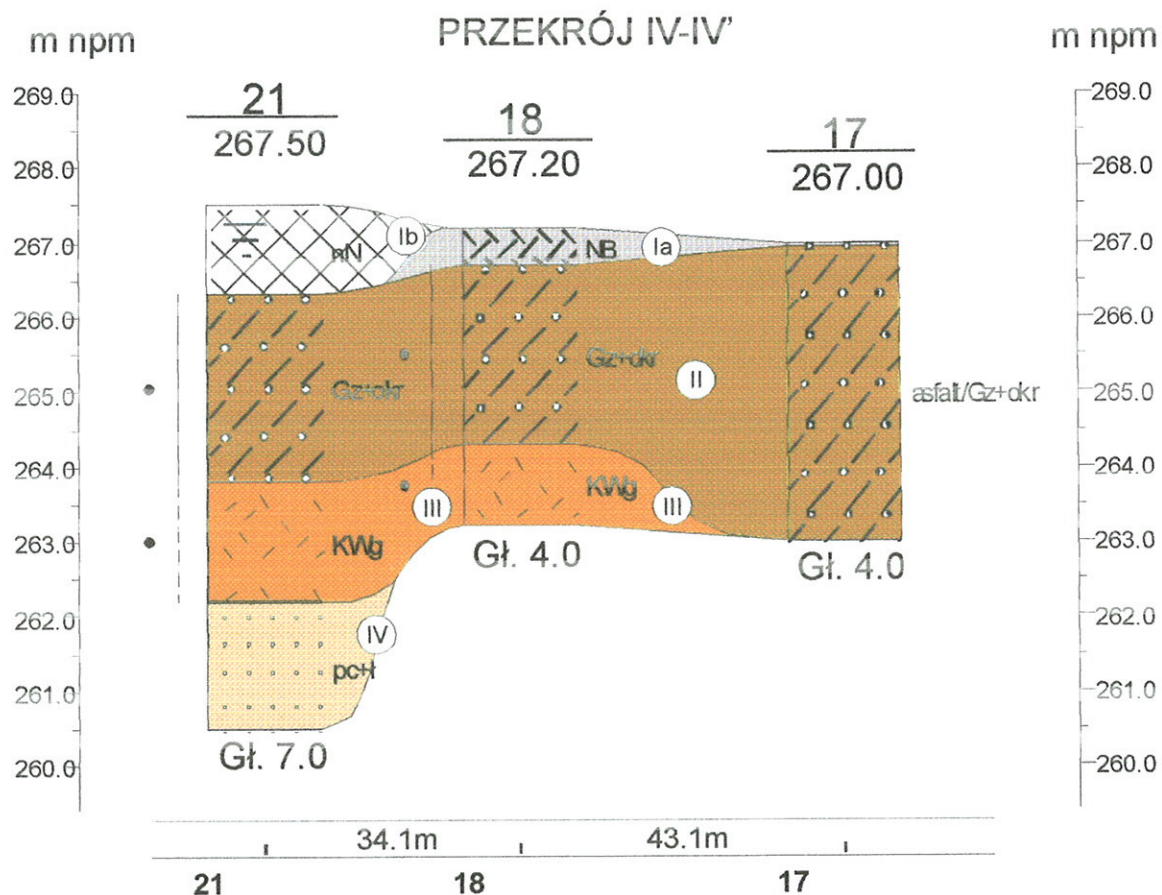 PRZEKRÓJ IV-IV'
m npm
m npm
21
267.50
18
267.20
17
267.00
269.0
268.0
267.0
266.0
265.0
264.0
263.0
262.0
261.0
260.0
269.0
268.0
267.0
266.0
265.0
264.0
263.0
262.0
261.0
260.0
nN
Ib
NB
Ia
Gz+okr
Gz+okr
II
asfalt/Gz+okr
KWg
III
KWg
III
IV
pc+ł
Gł. 4.0
Gł. 4.0
Gł. 7.0
34.1m
43.1m
21
18
17